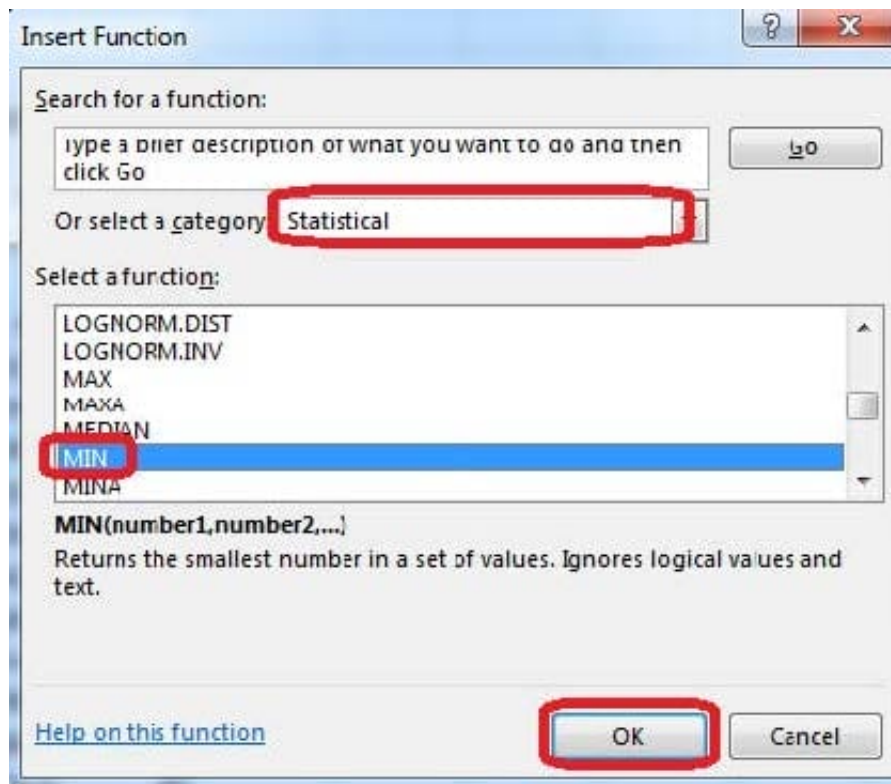 Insert Function
Search for a function:
Type a brief description of what you want to do and then
click Go
Go
Or select a category
Statistical
Select a function:
LOGNORM.DIST
LOGNORM.INV
MAX
MAXA
MEDIAN
MIN
MINA
MIN(number1,number2,...)
Returns the smallest number in a set of values. Ignores logical values and
text.
Help on this function
OK
Cancel